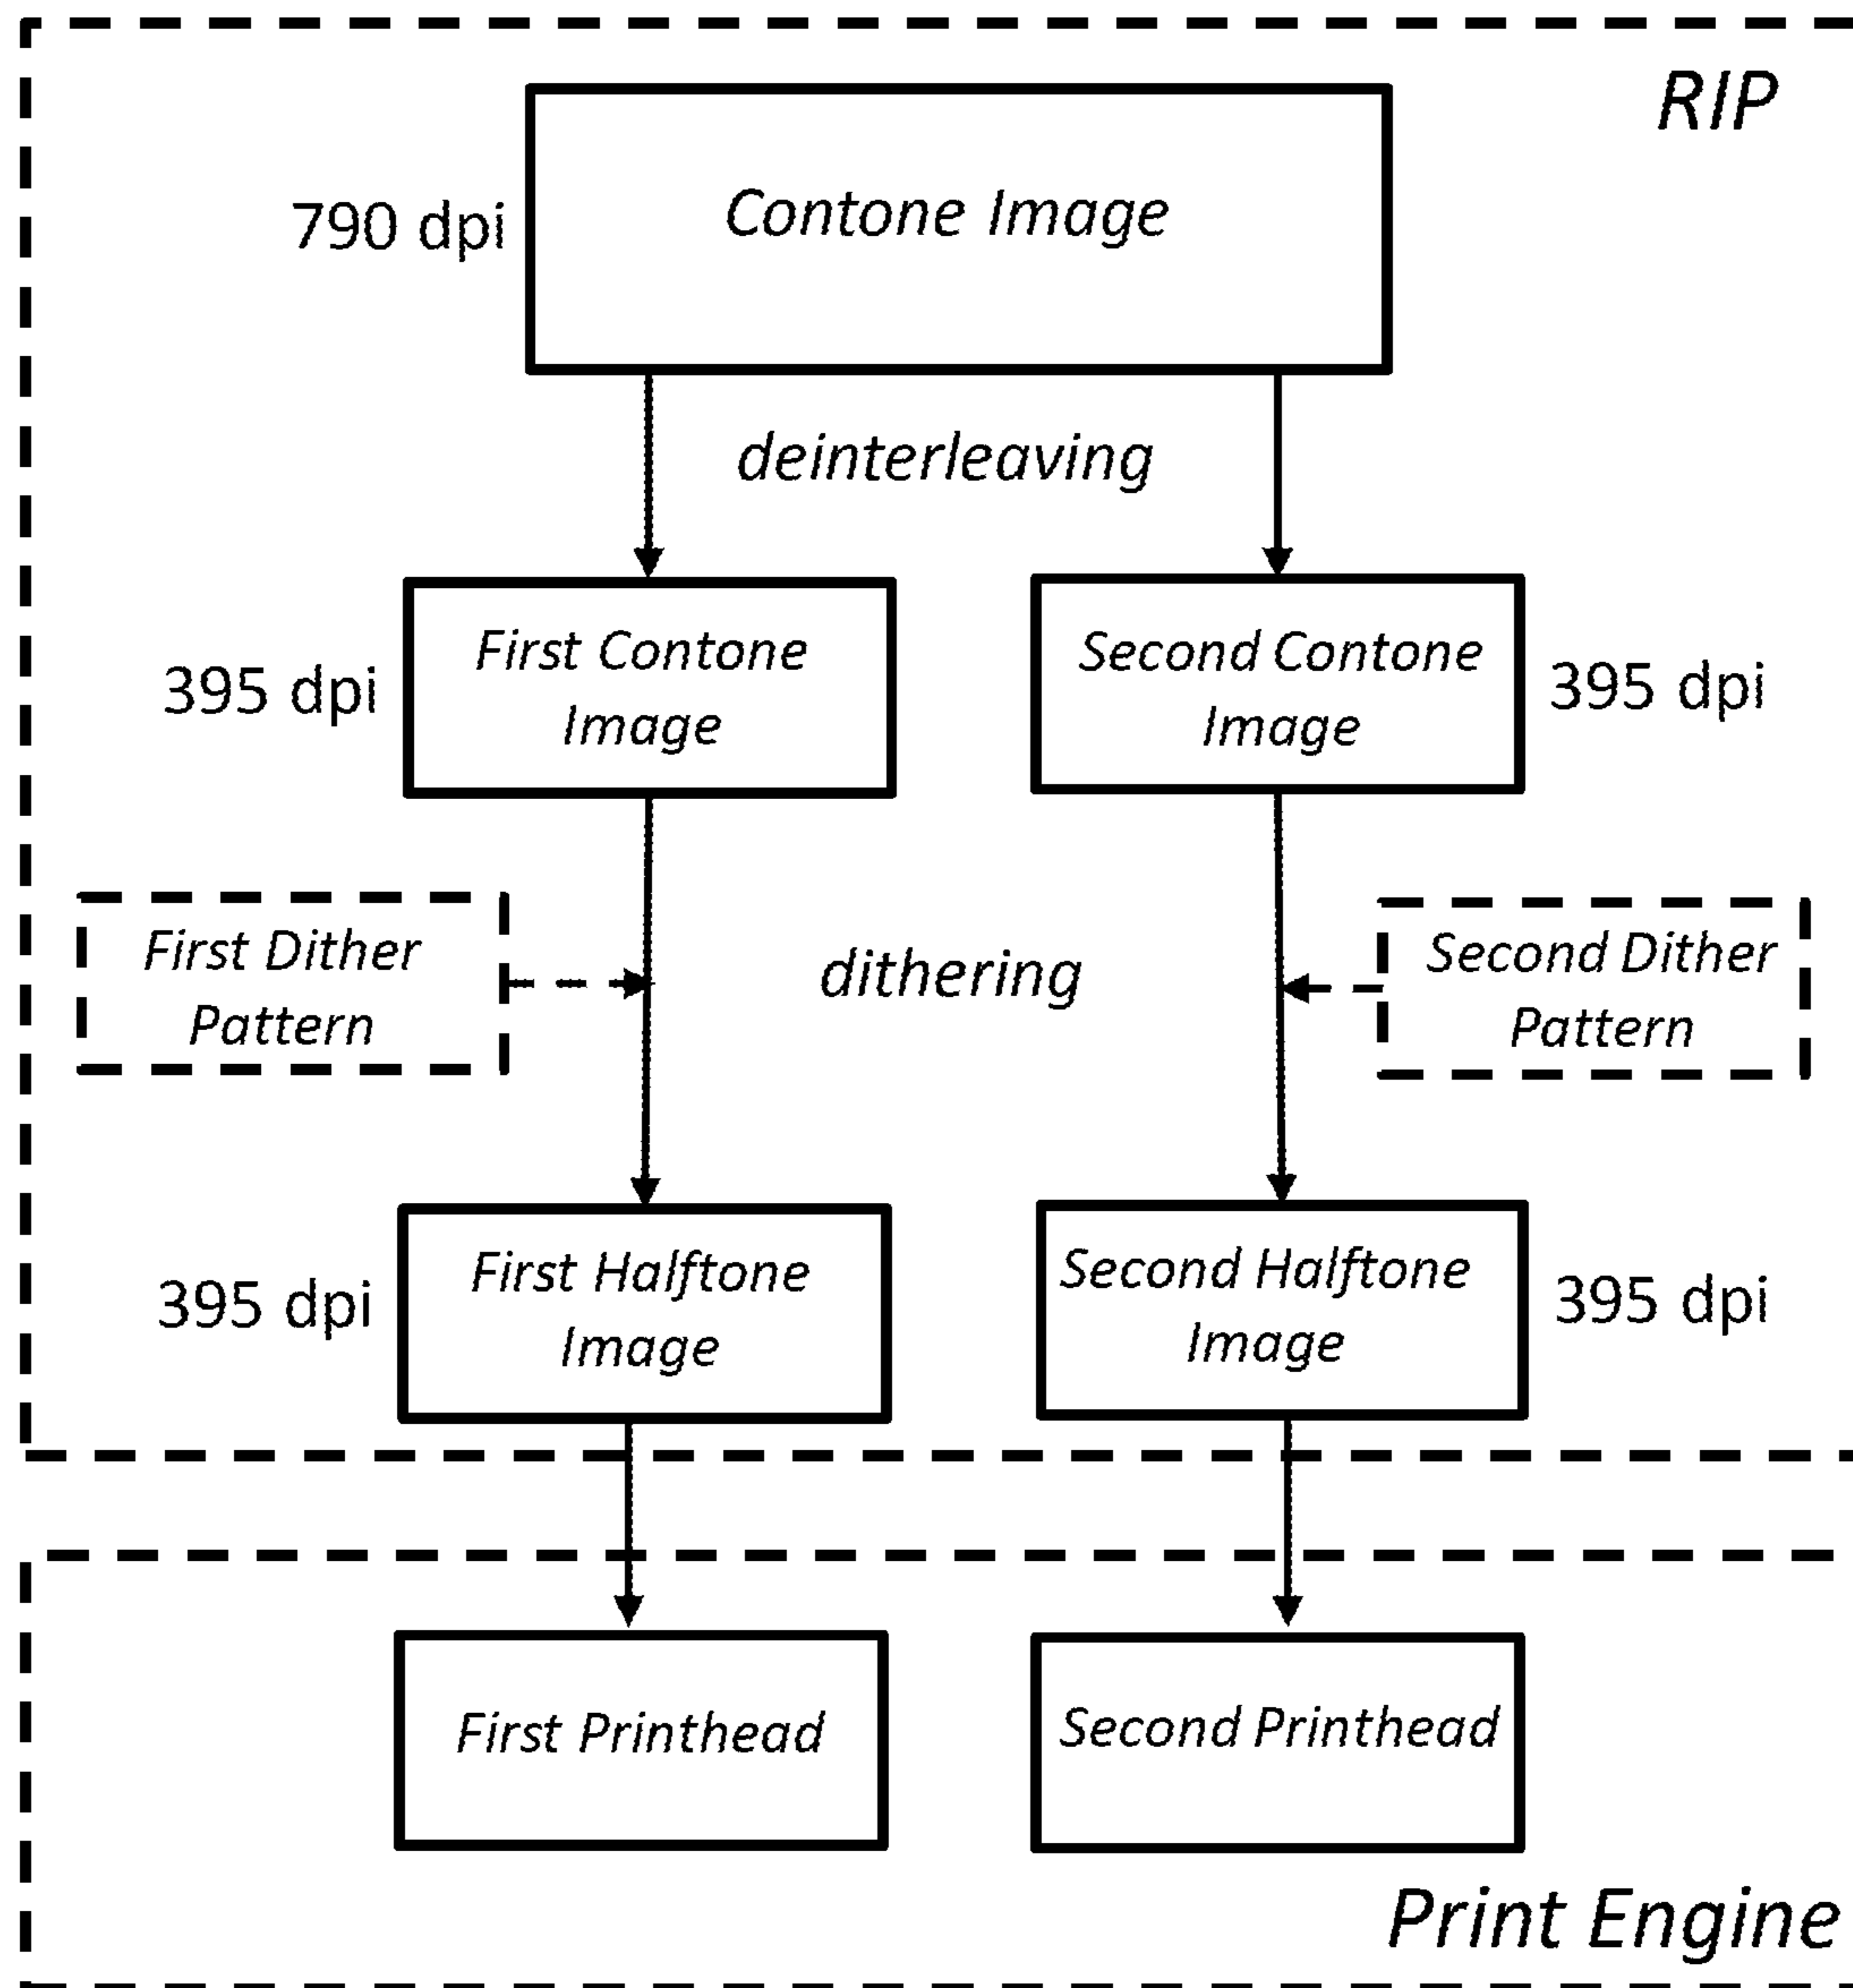 RIP
Contone Image
790 dpi
deinterleaving
First Contone
Image
395 dpi
Second Contone
Image
395 dpi
First Dither
Pattern
dithering
Second Dither
Pattern
First Halftone
Image
395 dpi
Second Halftone
Image
395 dpi
First Printhead
Second Printhead
Print Engine